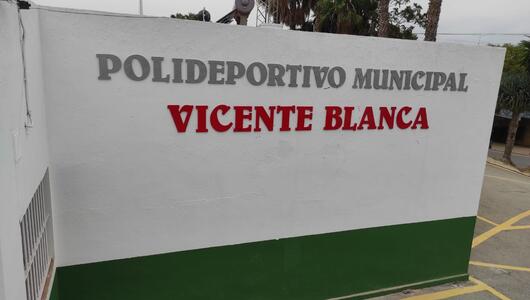 POLIDEPORTIVO MUNICIPAL
VICENTE BLANCA